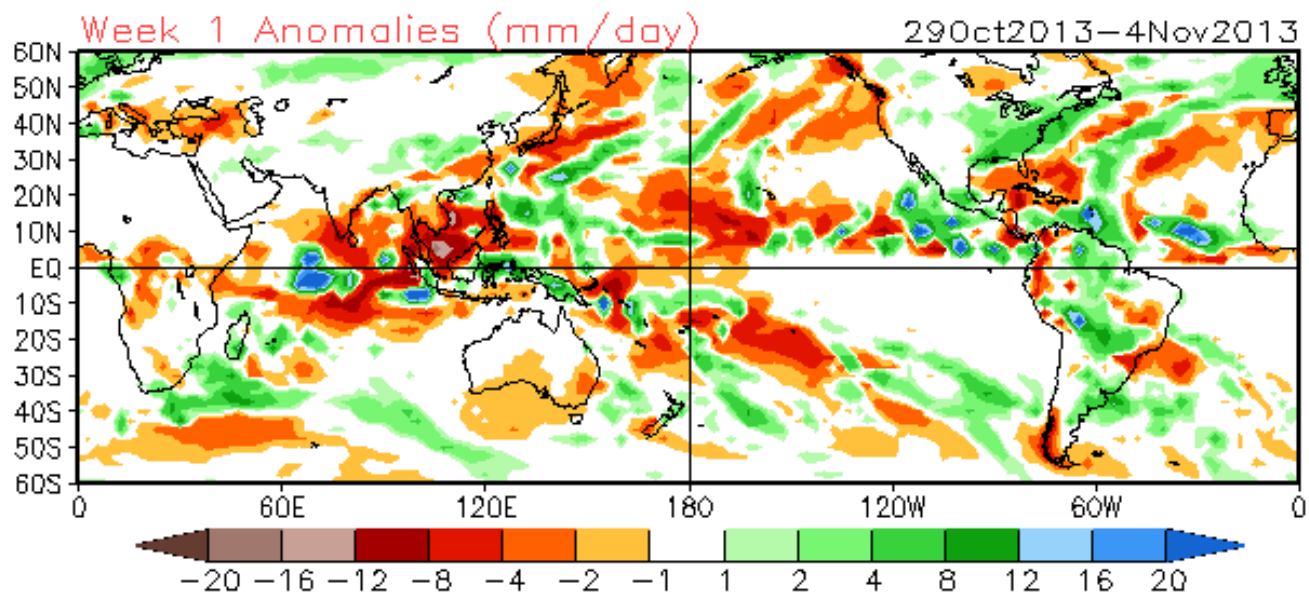 Week 1 Anomalies (mm/day) 29Oct2013-4Nov2013
60N
50N
40N
30N
20N
10N
EQ
10S
20S
30S
40S
50S
60S
0 60E 120E 180 120W 60W 0
-20 -16 -12 -8 -4 -2 -1 1 2 4 8 12 16 20